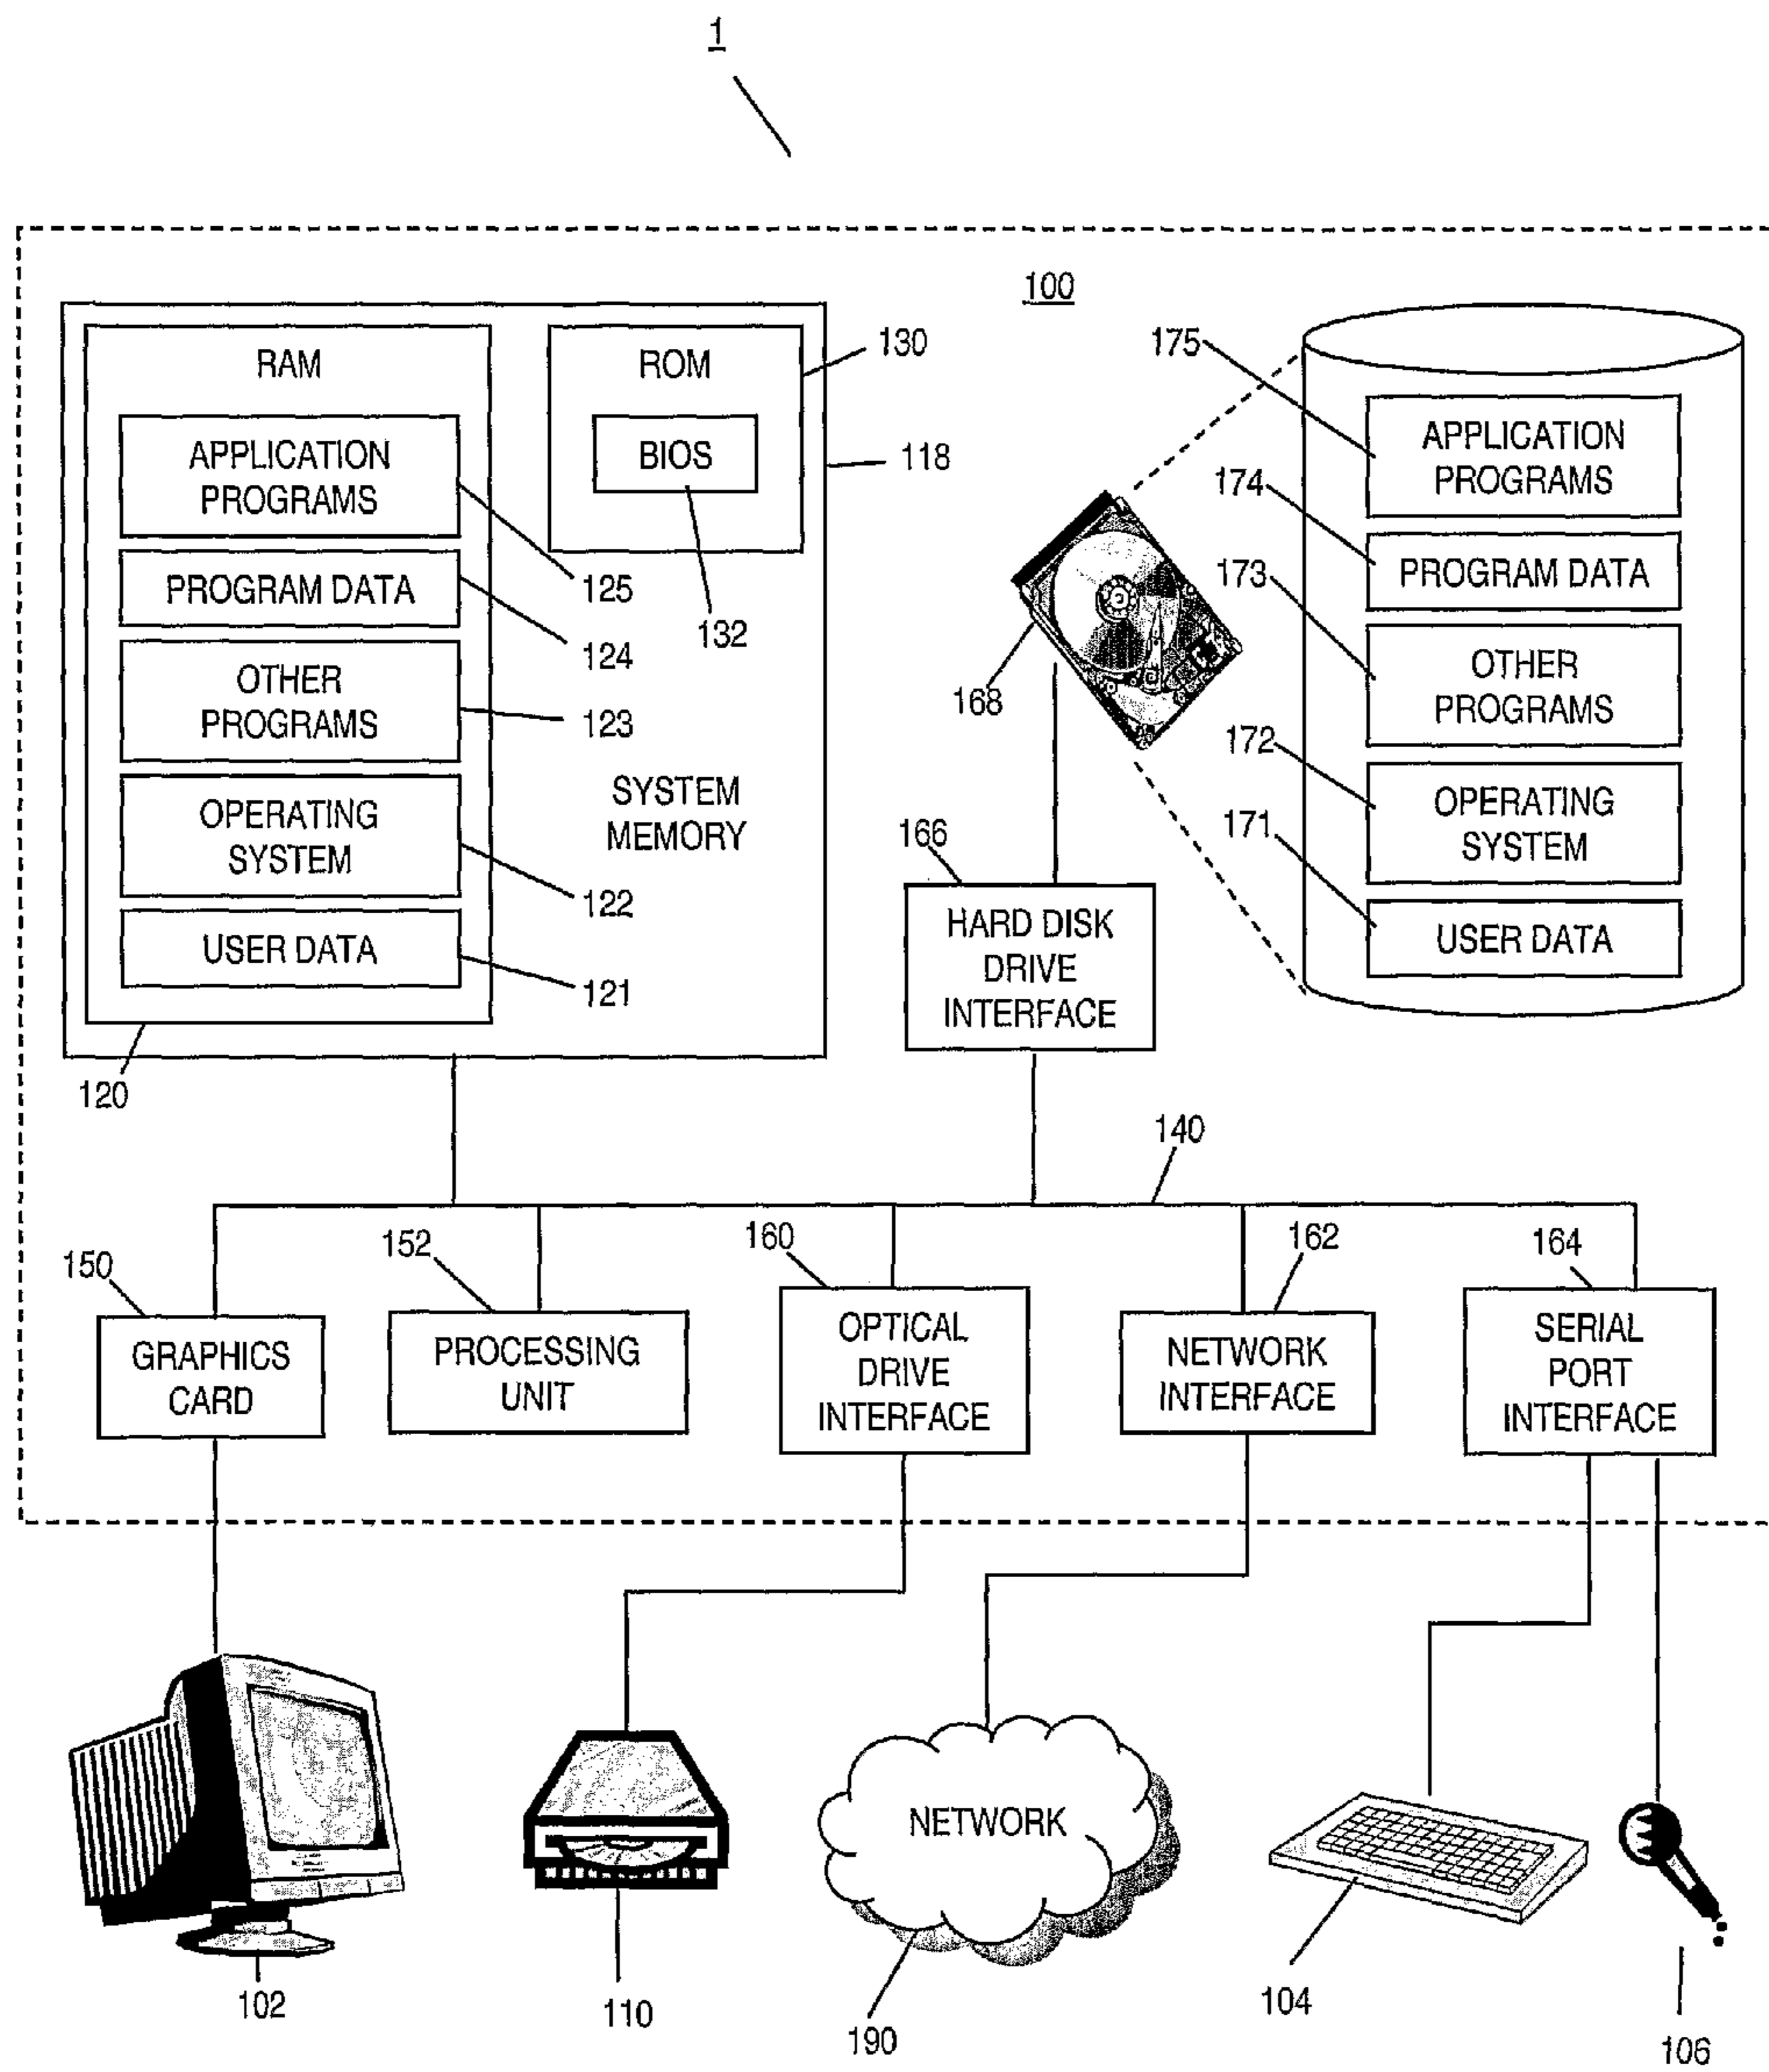 1
100
RAM
APPLICATION
PROGRAMS
PROGRAM DATA
OTHER
PROGRAMS
OPERATING
SYSTEM
USER DATA
ROM
BIOS
SYSTEM
MEMORY
130
118
132
125
124
123
122
121
120
175
174
173
172
171
APPLICATION
PROGRAMS
PROGRAM DATA
OTHER
PROGRAMS
OPERATING
SYSTEM
USER DATA
168
166
HARD DISK
DRIVE
INTERFACE
140
150
GRAPHICS
CARD
152
PROCESSING
UNIT
160
OPTICAL
DRIVE
INTERFACE
162
NETWORK
INTERFACE
164
SERIAL
PORT
INTERFACE
NETWORK
102
110
190
104
106